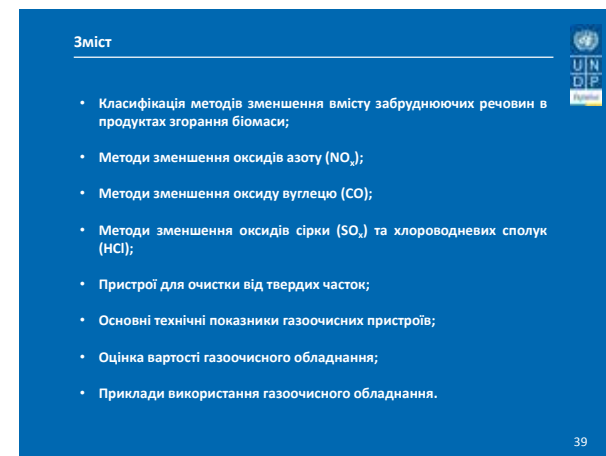 Зміст
U N
D P
• Класифікація методів зменшення вмісту забруднюючих речовин в
продуктах згорання біомаси;
• Методи зменшення оксидів азоту (NOx);
• Методи зменшення оксиду вуглецю (CO);
• Методи зменшення оксидів сірки (SOx) та хлороводневих сполук
(HCl);
• Пристрої для очистки від твердих часток;
• Основні технічні показники газоочисних пристроїв;
• Оцінка вартості газоочисного обладнання;
• Приклади використання газоочисного обладнання.
39